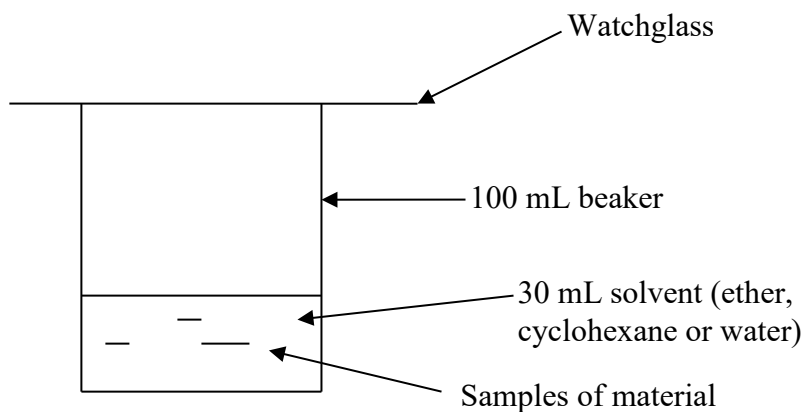 Watchglass
100 mL beaker
30 mL solvent (ether,
cyclohexane or water)
Samples of material